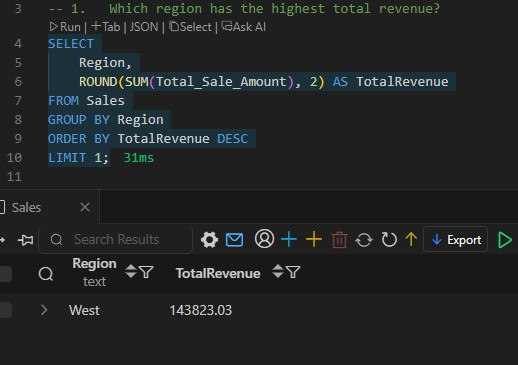 3 -- 1. Which region has the highest total revenue?
Run | +Tab | JSON | Select | Ask AI
4 SELECT
5 Region,
6 ROUND(SUM(Total_Sale_Amount), 2) AS TotalRevenue
7 FROM Sales
8 GROUP BY Region
9 ORDER BY TotalRevenue DESC
10 LIMIT 1; 31ms
11
Sales
Search Results Export
Region TotalRevenue
text
West 143823.03